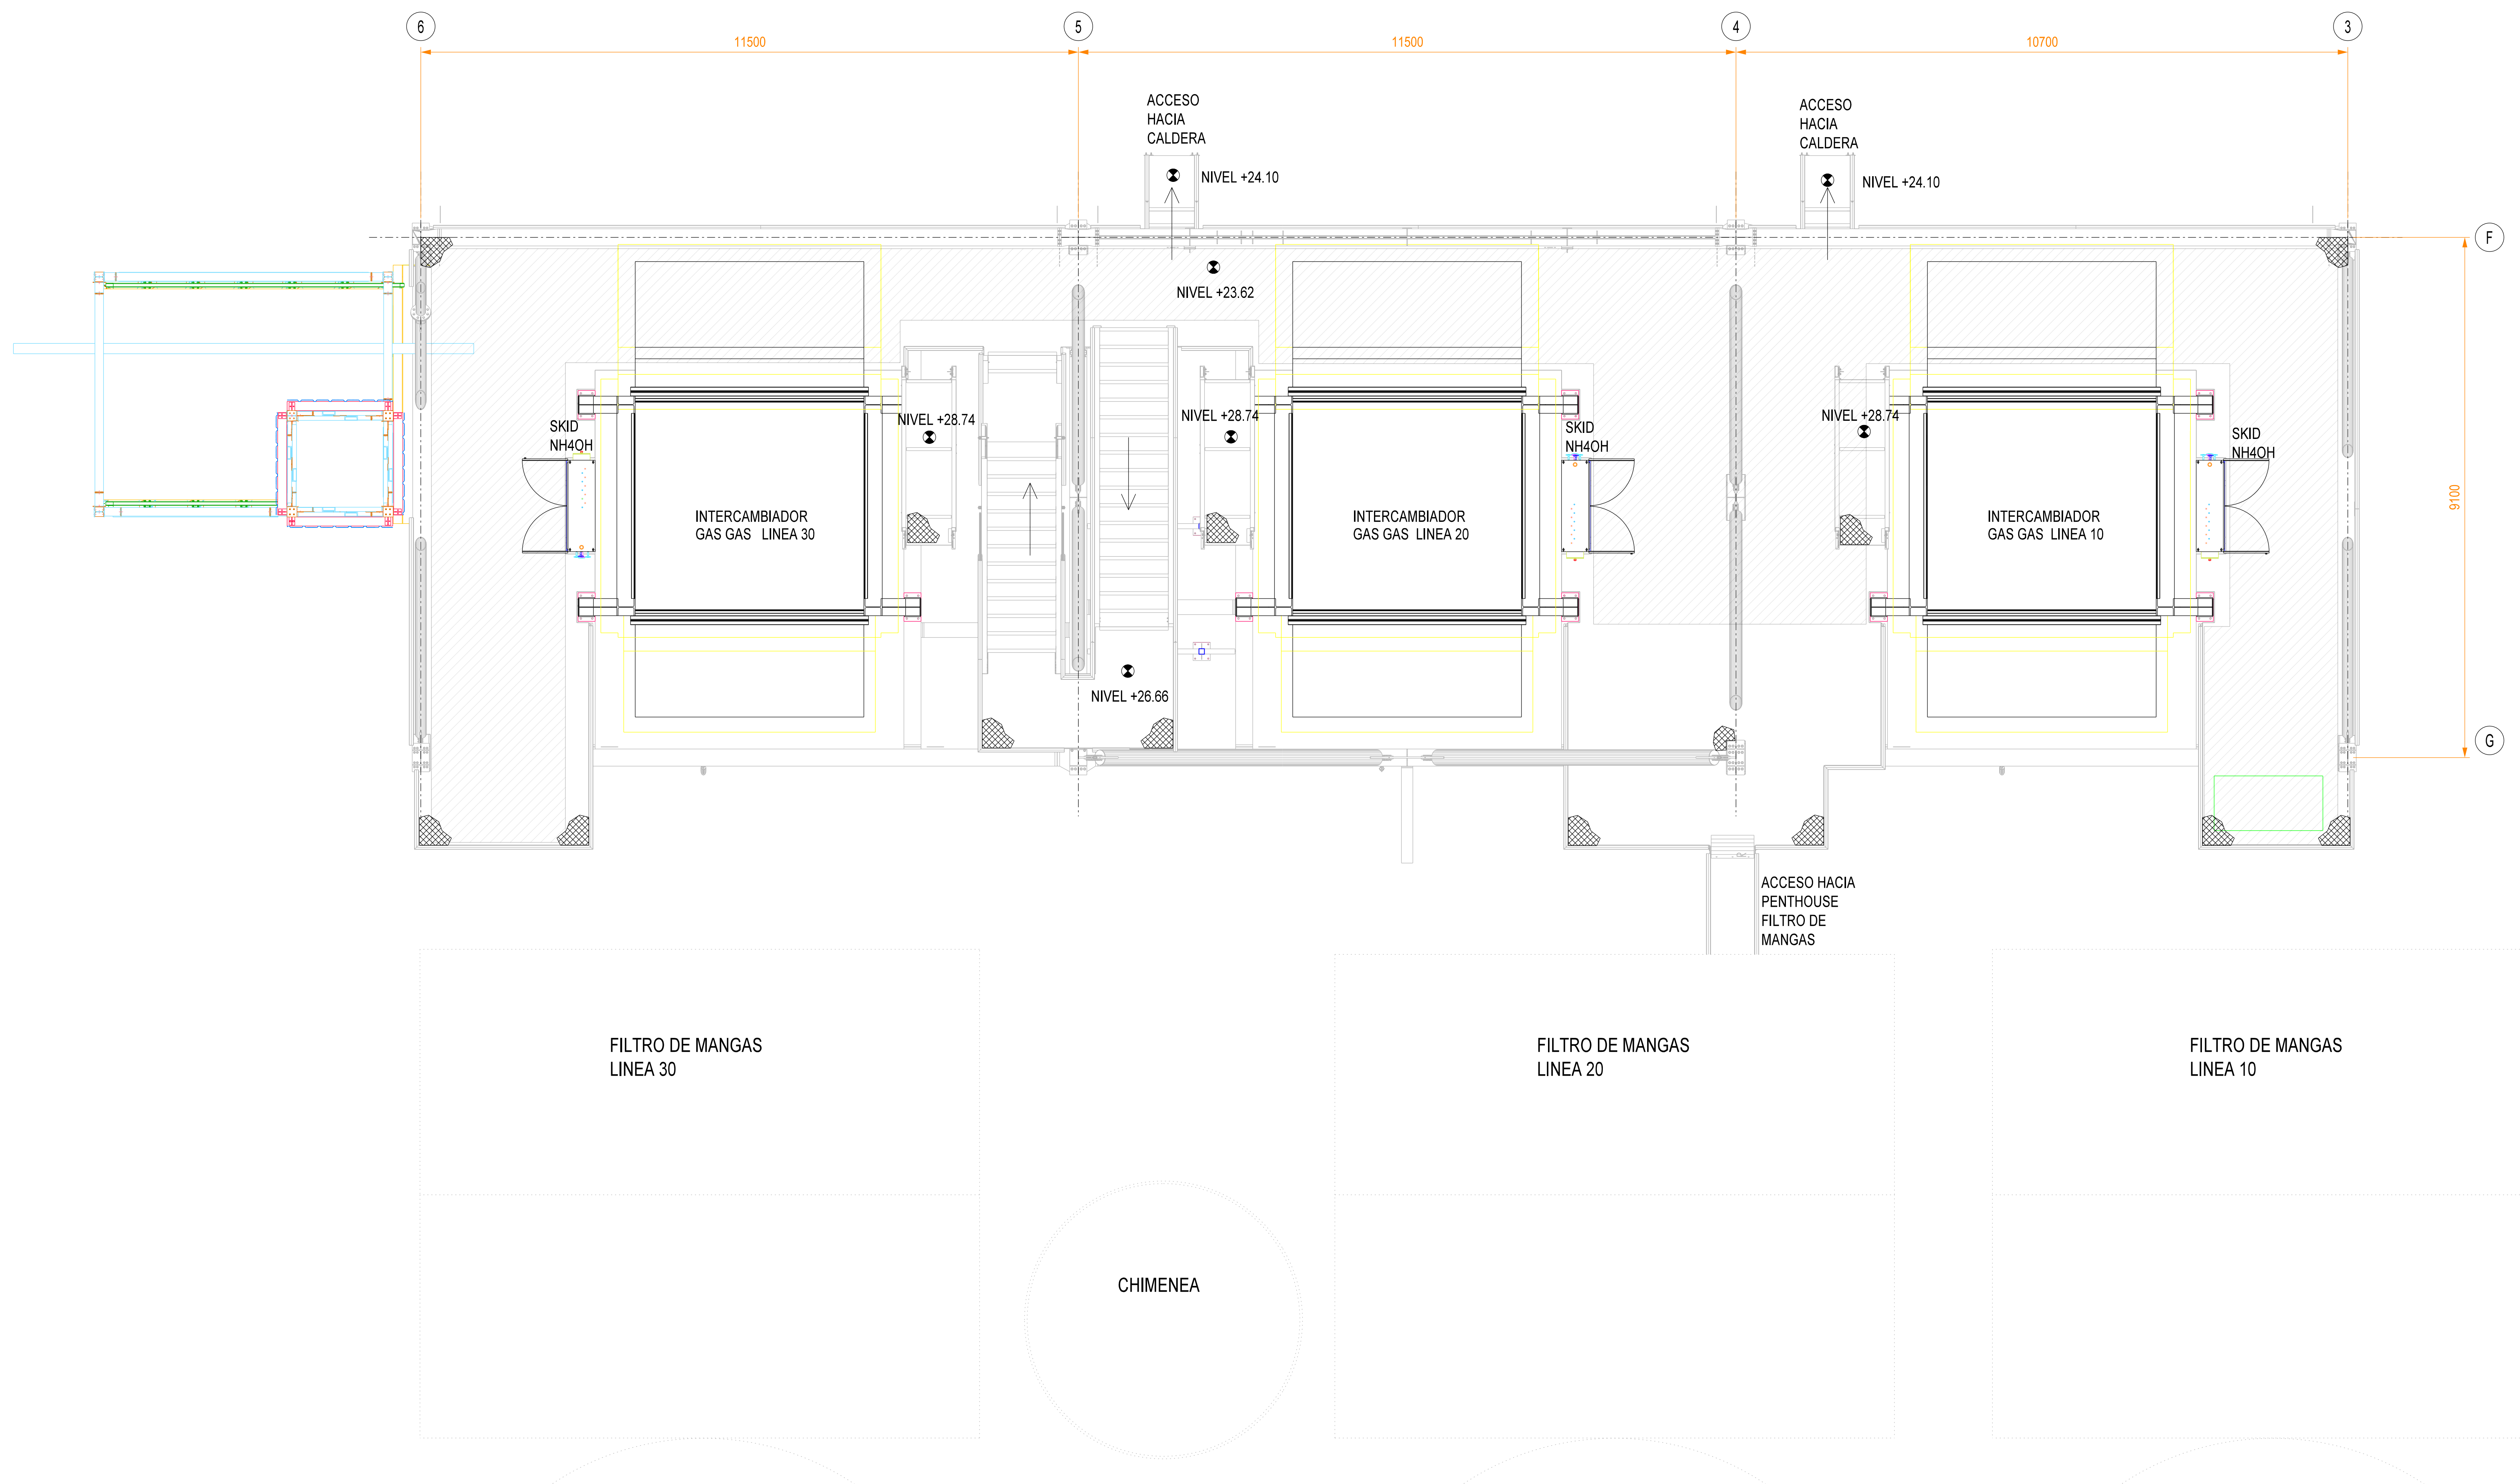 6
5
4
3
11500
11500
10700
ACCESO
HACIA
CALDERA
ACCESO
HACIA
CALDERA
NIVEL +24.10
NIVEL +24.10
F
NIVEL +23.62
NIVEL +28.74
NIVEL +28.74
NIVEL +28.74
SKID
NH4OH
SKID
NH4OH
SKID
NH4OH
9100
INTERCAMBIADOR
GAS GAS LINEA 30
INTERCAMBIADOR
GAS GAS LINEA 20
INTERCAMBIADOR
GAS GAS LINEA 10
NIVEL +26.66
G
ACCESO HACIA
PENTHOUSE
FILTRO DE
MANGAS
FILTRO DE MANGAS
LINEA 30
FILTRO DE MANGAS
LINEA 20
FILTRO DE MANGAS
LINEA 10
CHIMENEA